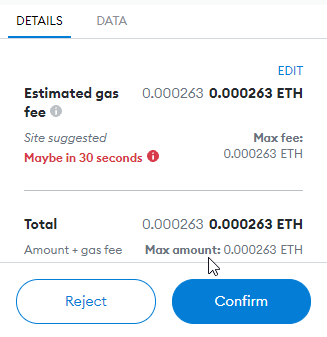 DETAILS DATA
EDIT
Estimated gas fee 0.000263 0.000263 ETH
Site suggested Max fee:
Maybe in 30 seconds 0.000263 ETH
Total 0.000263 0.000263 ETH
Amount + gas fee Max amount: 0.000263 ETH
Reject Confirm